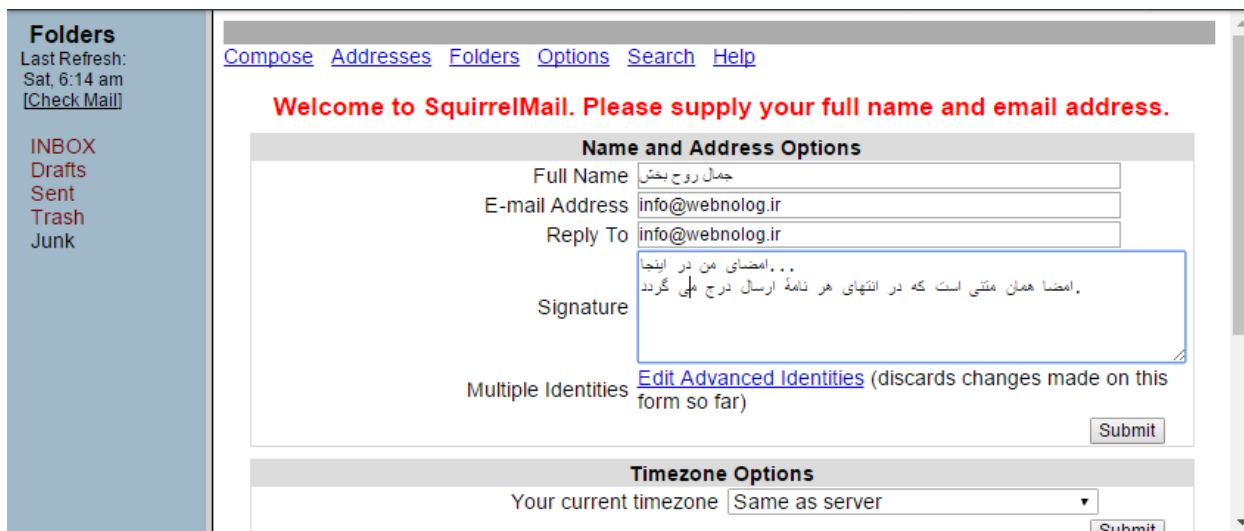 Folders
Last Refresh:
Sat, 6:14 am
[Check Mail]
INBOX
Drafts
Sent
Trash
Junk
Compose Addresses Folders Options Search Help
Welcome to SquirrelMail. Please supply your full name and email address.
Name and Address Options
Full Name جمال روح بخش
E-mail Address info@webnolog.ir
Reply To info@webnolog.ir
Signature
امضای من در اینجا...
امضا همان متنی است که در انتهای هر نامهٔ ارسال درج می گردد.
Multiple Identities Edit Advanced Identities (discards changes made on this
form so far)
Submit
Timezone Options
Your current timezone Same as server
Submit